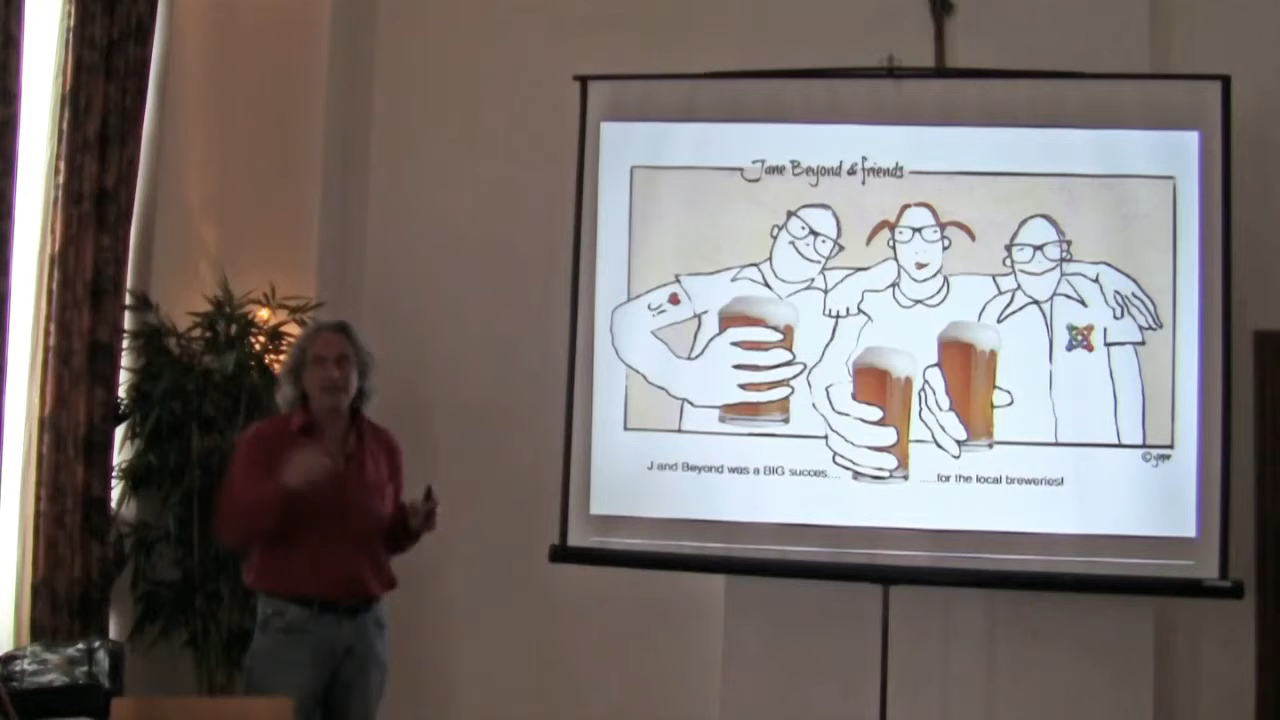 Jane Beyond & friends
J and Beyond was a BIG succes....
.....for the local breweries!